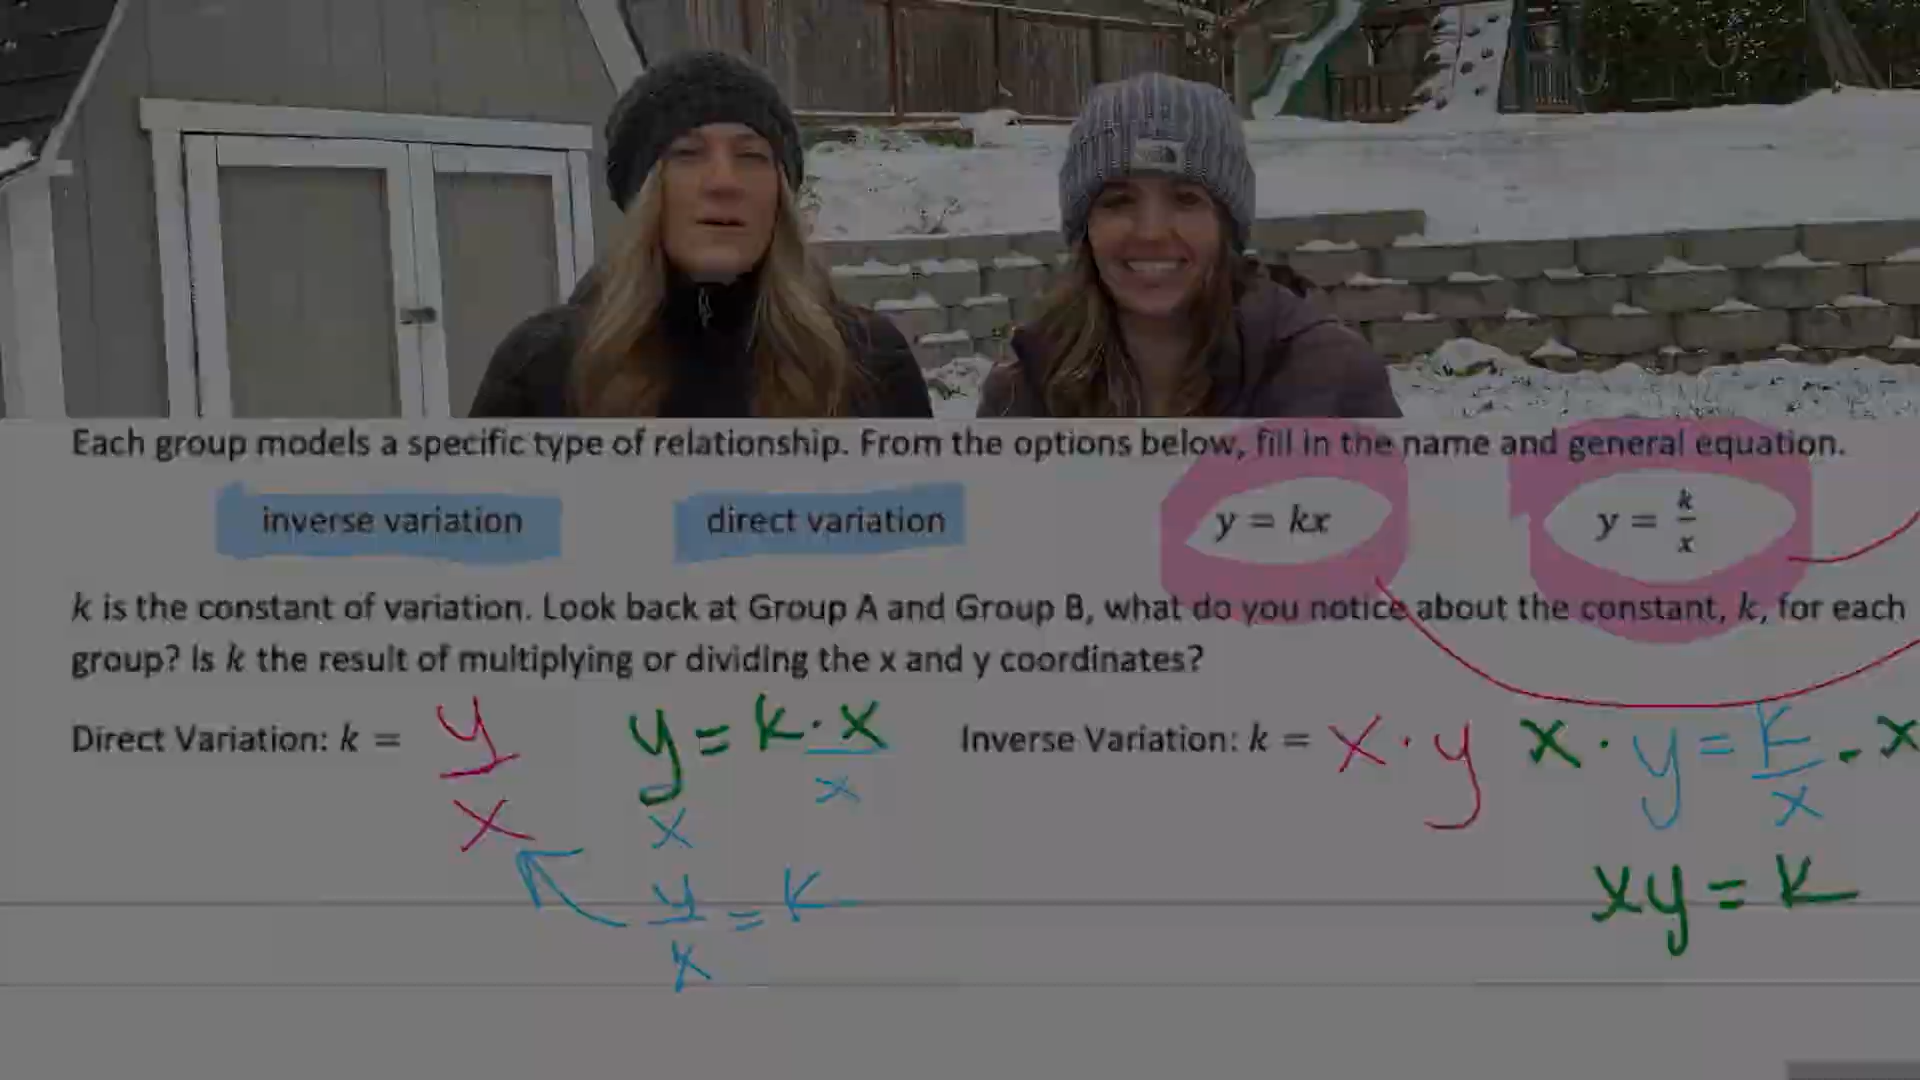 Each group models a specific type of relationship. From the options below, fill in the name and general equation.
inverse variation direct variation y = kx y = k/x
k is the constant of variation. Look back at Group A and Group B, what do you notice about the constant, k, for each
group? Is k the result of multiplying or dividing the x and y coordinates?
Direct Variation: k = y/x y/x = k·x/x Inverse Variation: k = x·y x·y = k/x·x
y/x = k xy = k